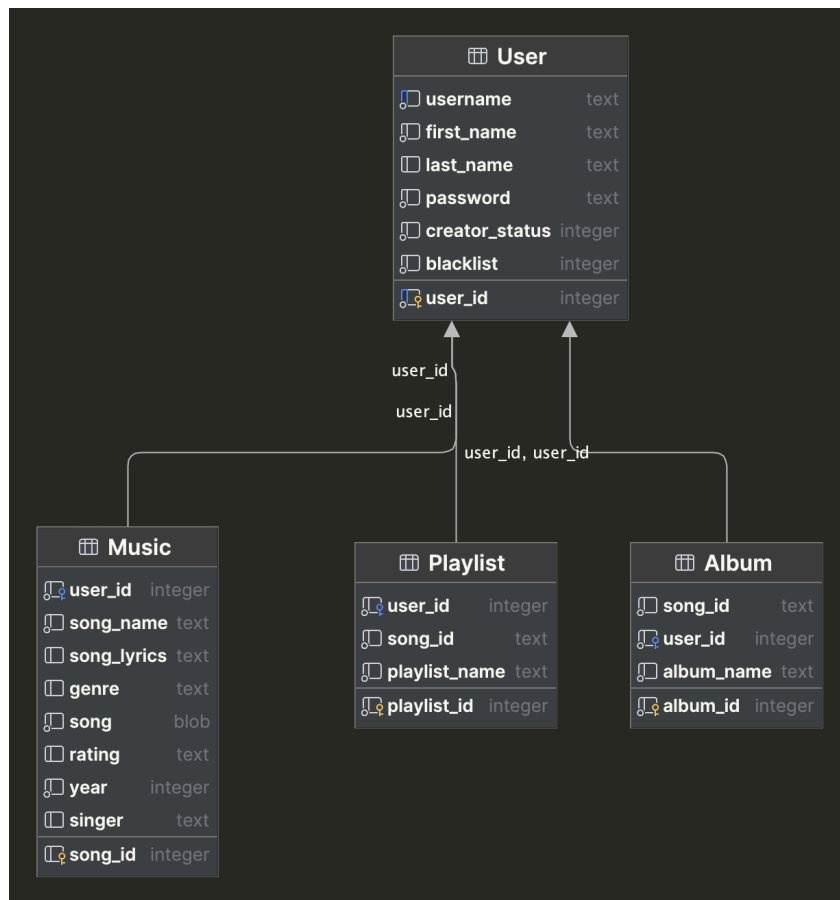 User
username text
first_name text
last_name text
password text
creator_status integer
blacklist integer
user_id integer
user_id
user_id
user_id, user_id
Music
user_id integer
song_name text
song_lyrics text
genre text
song blob
rating text
year integer
singer text
song_id integer
Playlist
user_id integer
song_id text
playlist_name text
playlist_id integer
Album
song_id text
user_id integer
album_name text
album_id integer